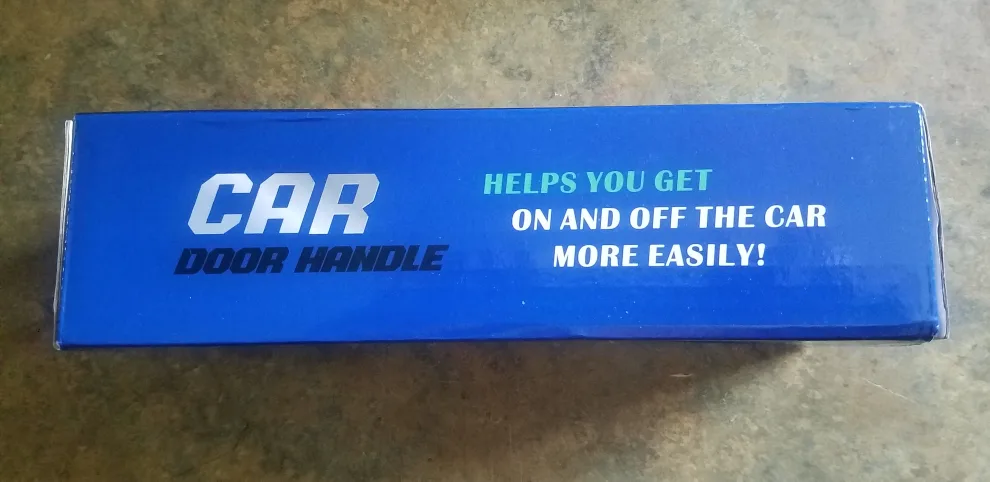 CAR
DOOR HANDLE
HELPS YOU GET
ON AND OFF THE CAR
MORE EASILY!